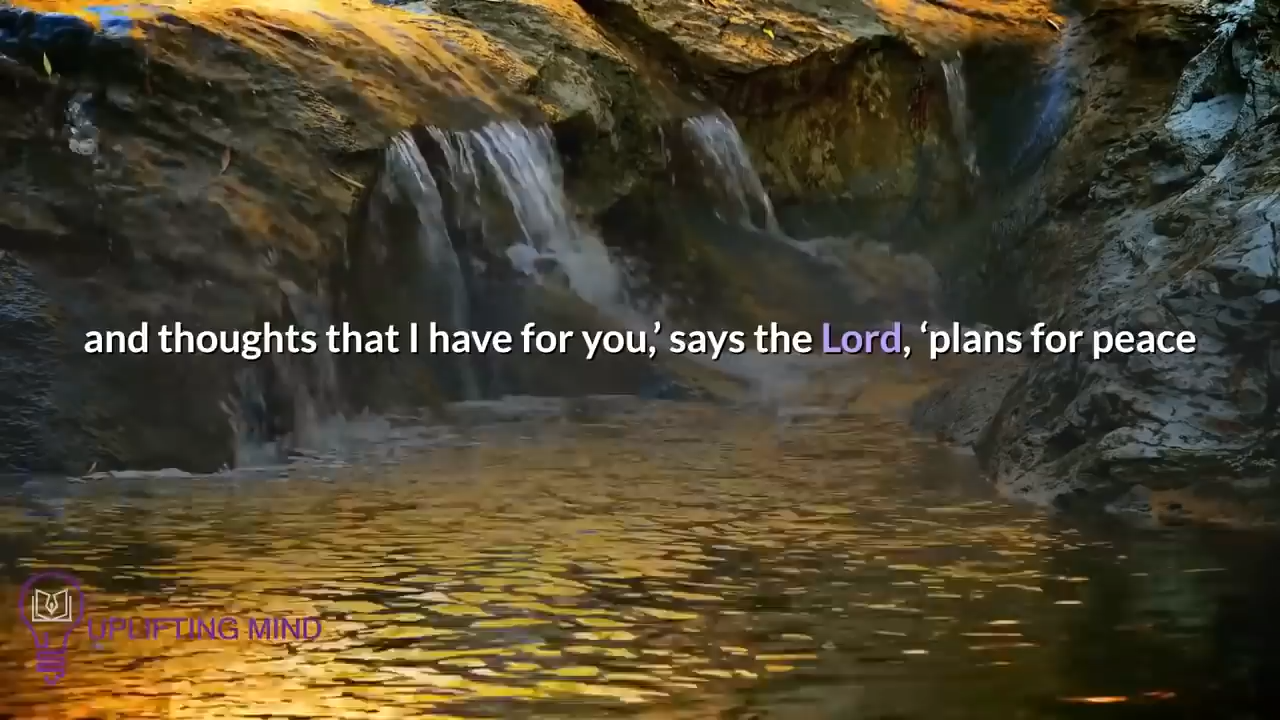 and thoughts that I have for you,’ says the Lord, ‘plans for peace
UPLIFTING MIND